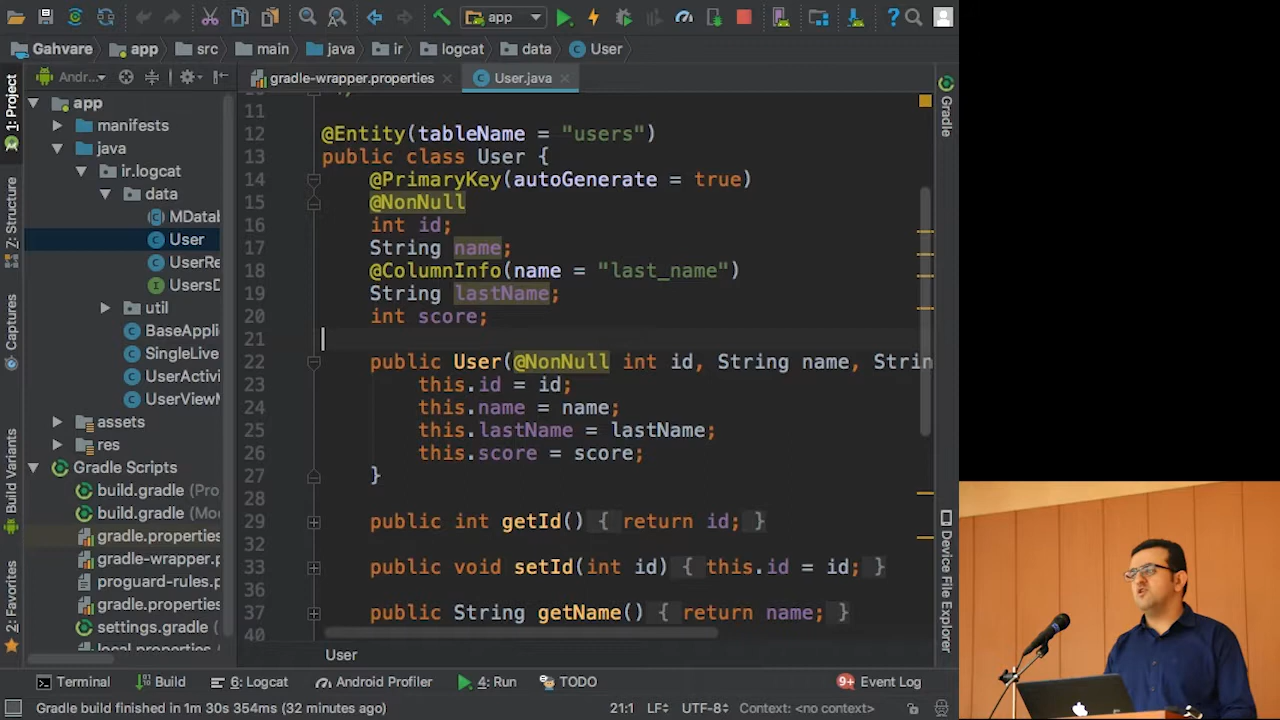 app
Gahvare app src main java ir logcat data User
Andr... gradle-wrapper.properties User.java
1: Project
Z: Structure
Captures
Build Variants
2: Favorites
app
manifests
java
ir.logcat
data
MDatab
User
UserRe
UsersD
util
BaseAppli
SingleLive
UserActivi
UserViewM
assets
res
Gradle Scripts
build.gradle (Pro
build.gradle (Mo
gradle.properties
gradle-wrapper.p
proguard-rules.p
gradle.properties
settings.gradle (
local.properties
11
12 @Entity(tableName = "users")
13 public class User {
14 @PrimaryKey(autoGenerate = true)
15 @NonNull
16 int id;
17 String name;
18 @ColumnInfo(name = "last_name")
19 String lastName;
20 int score;
21
22 public User(@NonNull int id, String name, Strin
23 this.id = id;
24 this.name = name;
25 this.lastName = lastName;
26 this.score = score;
27 }
28
29 public int getId() { return id; }
32
33 public void setId(int id) { this.id = id; }
36
37 public String getName() { return name; }
40
User
Gradle
Device File Explorer
Terminal Build 6: Logcat Android Profiler 4: Run TODO 9+ Event Log
Gradle build finished in 1m 30s 354ms (32 minutes ago) 21:1 LF UTF-8 Context: <no context>